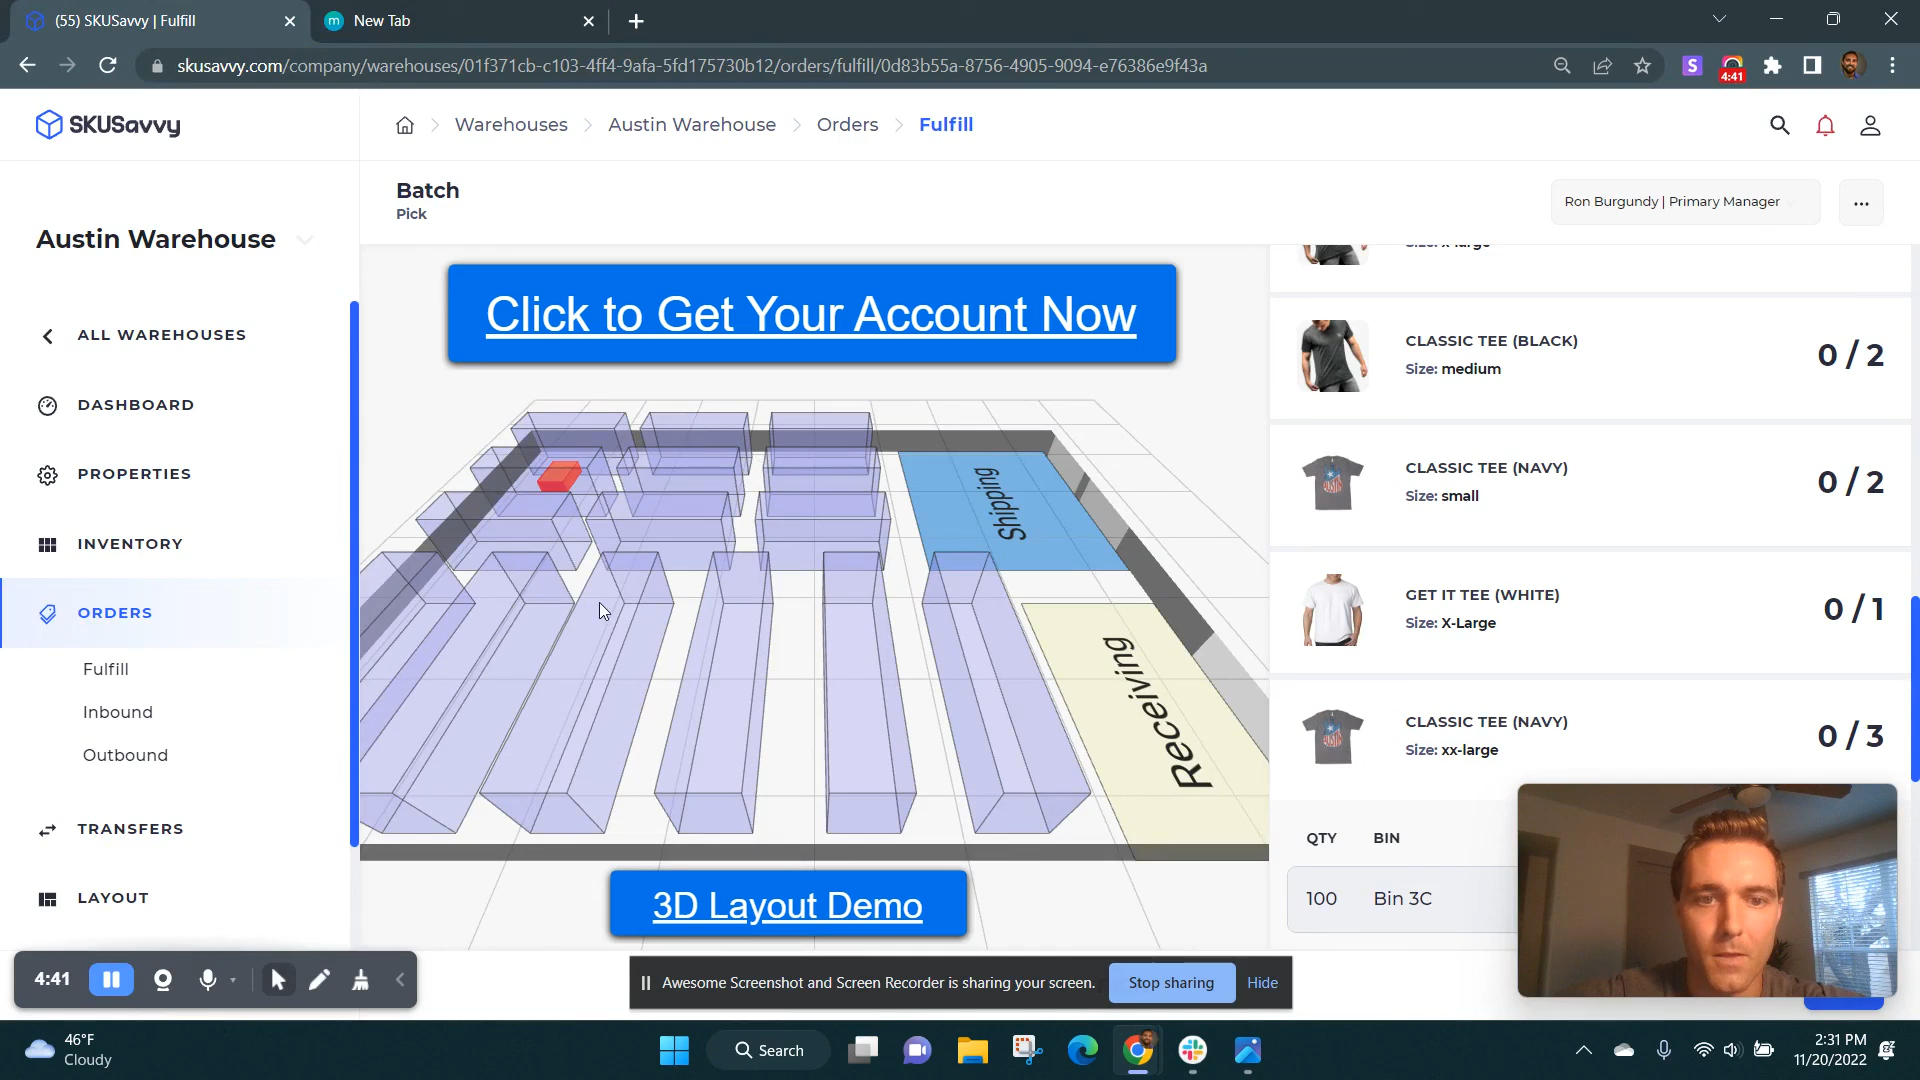 (55) SKUSavvy | Fulfill
m
New Tab
skusavvy.com/company/warehouses/01f371cb-c103-4ff4-9afa-5fd175730b12/orders/fulfill/0d83b55a-8756-4905-9094-e76386e9f43a
S
4:41
SKUSavvy
Warehouses
Austin Warehouse
Orders
Fulfill
Batch
Pick
Ron Burgundy | Primary Manager
...
Austin Warehouse
ALL WAREHOUSES
DASHBOARD
PROPERTIES
INVENTORY
ORDERS
Fulfill
Inbound
Outbound
TRANSFERS
LAYOUT
Click to Get Your Account Now
Shipping
Receiving
3D Layout Demo
CLASSIC TEE (BLACK)
Size: medium
0 / 2
CLASSIC TEE (NAVY)
Size: small
0 / 2
GET IT TEE (WHITE)
Size: X-Large
0 / 1
CLASSIC TEE (NAVY)
Size: xx-large
0 / 3
QTY BIN
100 Bin 3C
4:41
Awesome Screenshot and Screen Recorder is sharing your screen.
Stop sharing
Hide
46°F
Cloudy
Search
2:31 PM
11/20/2022